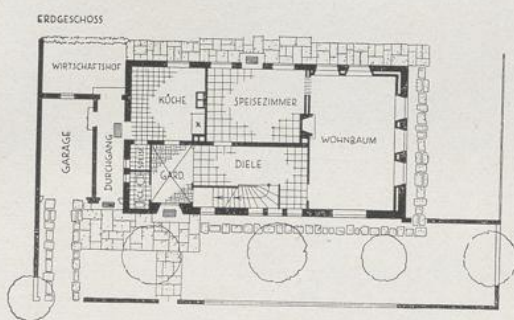 ERDGESCHOSS
WIRTSCHAFTSHOF
KÜCHE
SPEISEZIMMER
WOHNRAUM
GARAGE
DURCHGANG
DIELE
GARD.